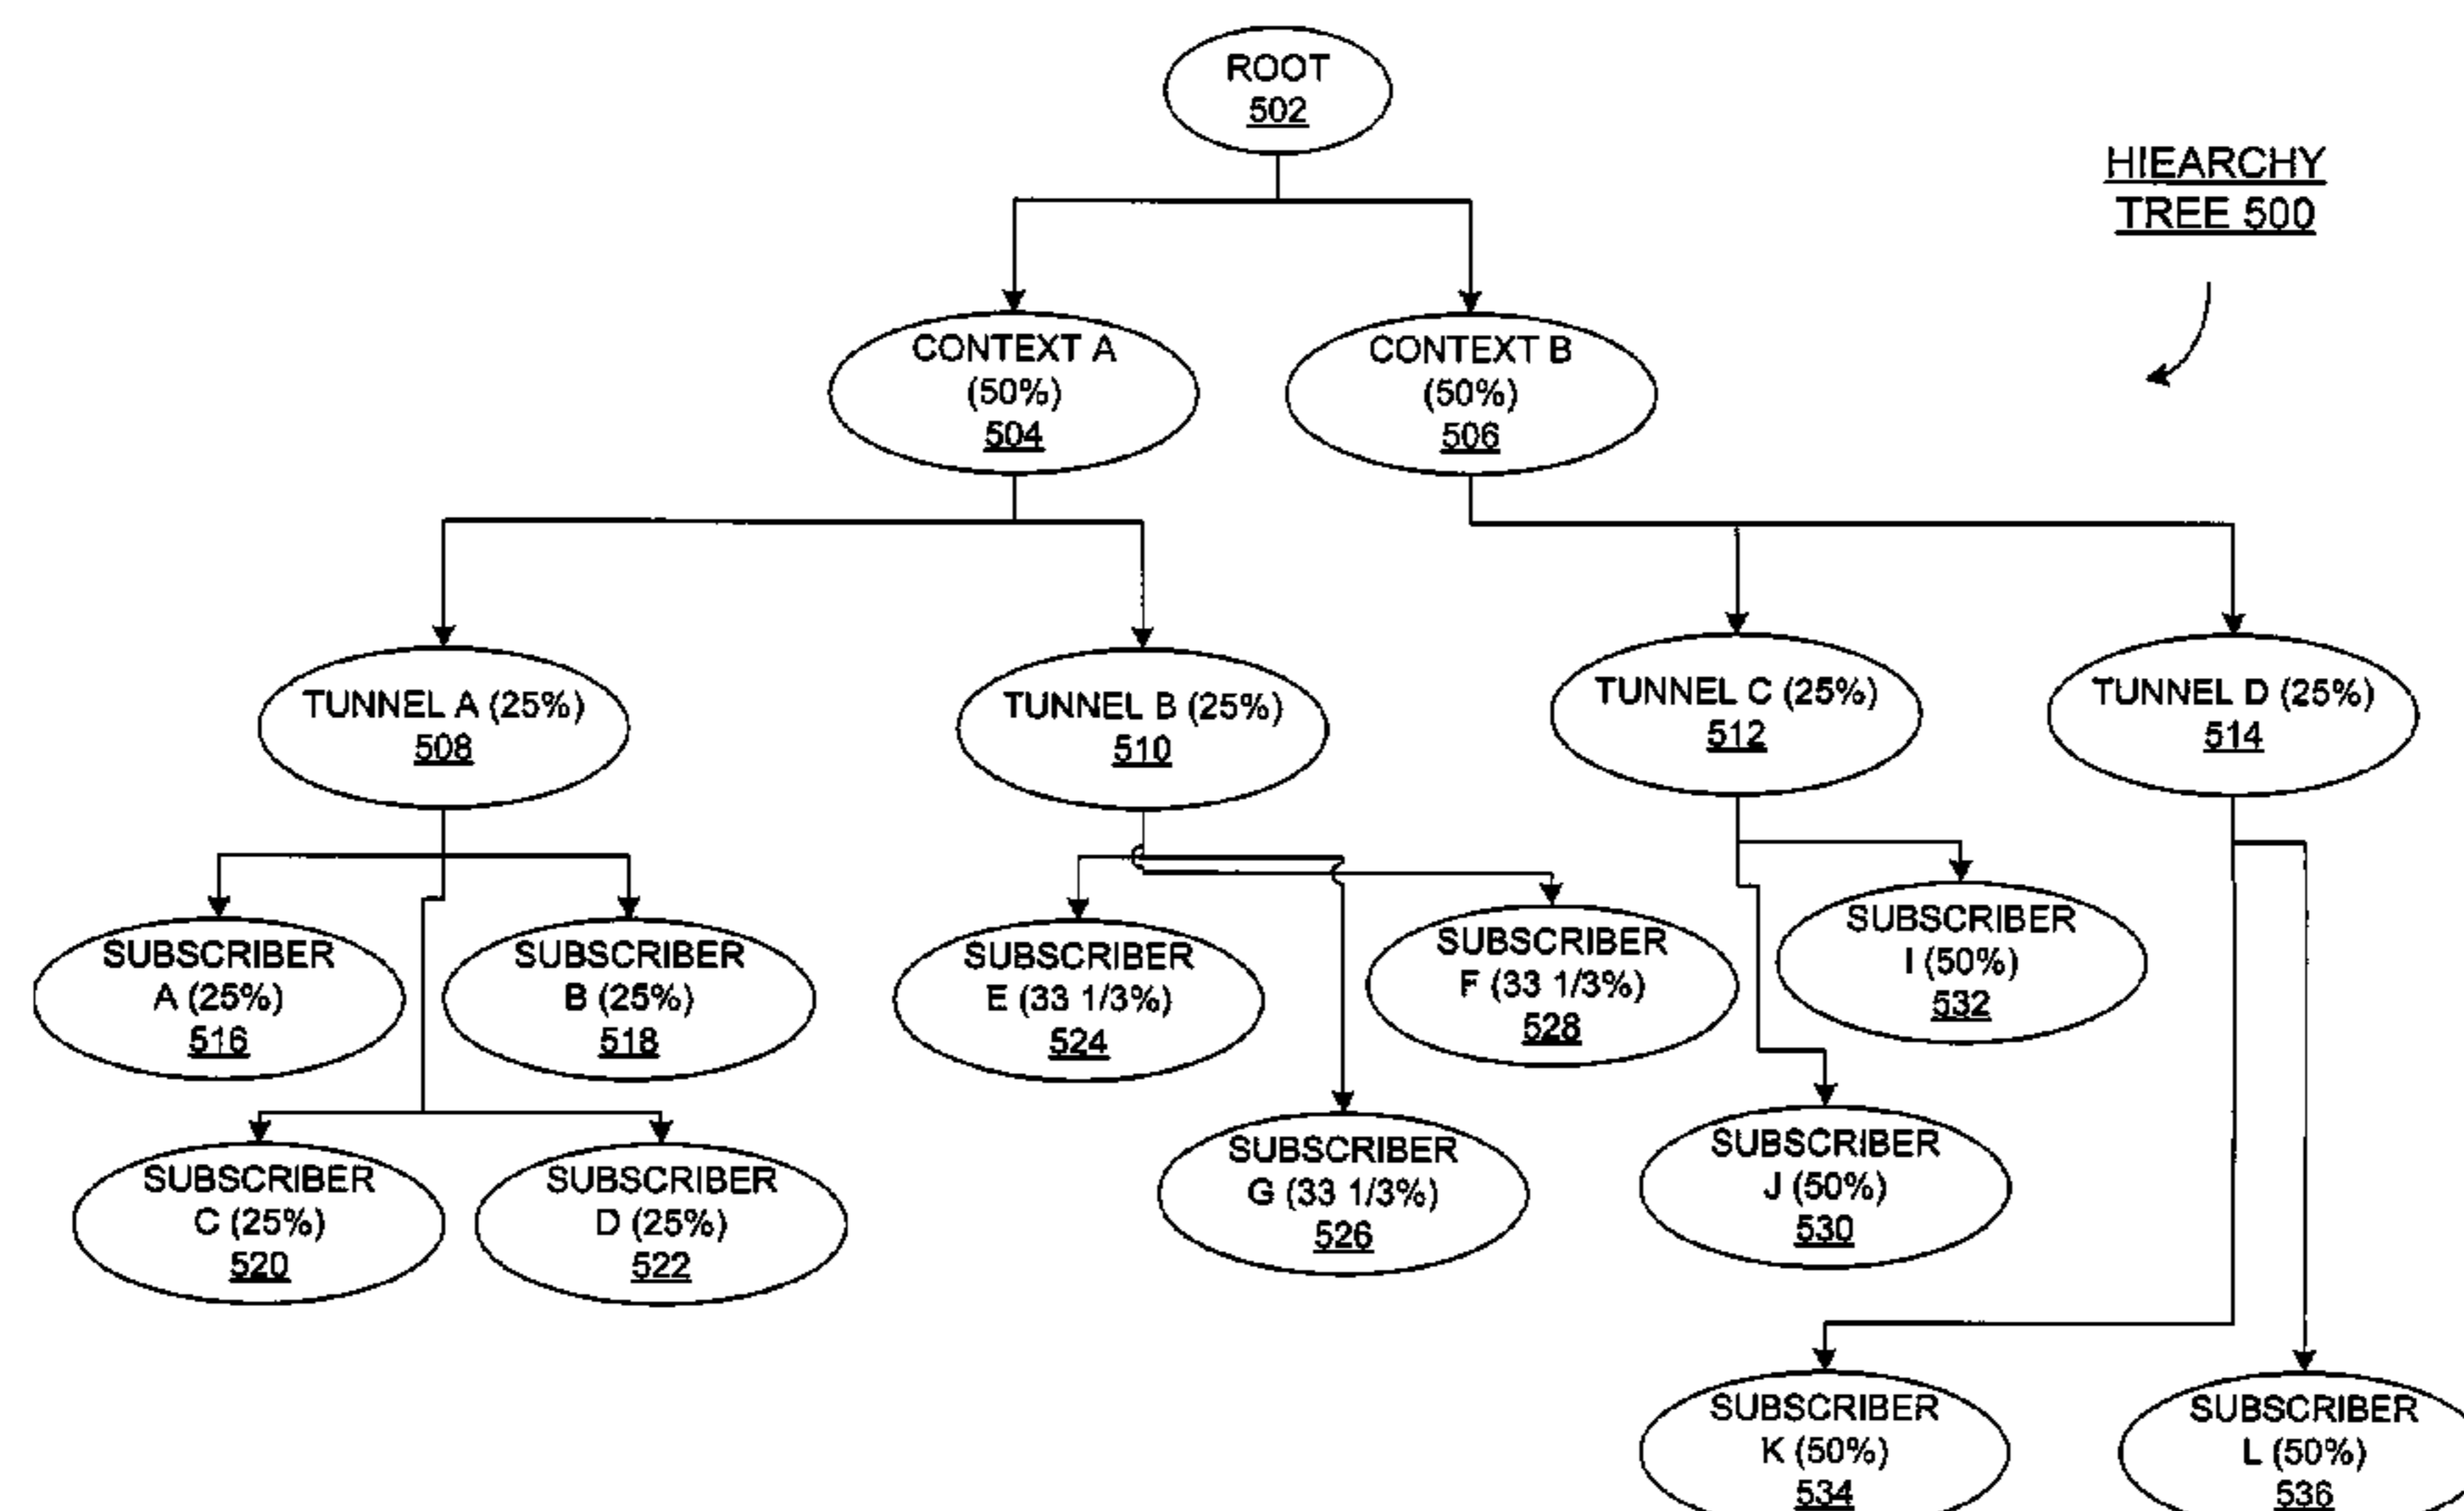 ROOT
502
HIEARCHY
TREE 500
CONTEXT A
(50%)
504
CONTEXT B
(50%)
506
TUNNEL A (25%)
508
TUNNEL B (25%)
510
TUNNEL C (25%)
512
TUNNEL D (25%)
514
SUBSCRIBER
A (25%)
516
SUBSCRIBER
B (25%)
518
SUBSCRIBER
E (33 1/3%)
524
SUBSCRIBER
F (33 1/3%)
528
SUBSCRIBER
I (50%)
532
SUBSCRIBER
C (25%)
520
SUBSCRIBER
D (25%)
522
SUBSCRIBER
G (33 1/3%)
526
SUBSCRIBER
J (50%)
530
SUBSCRIBER
K (50%)
534
SUBSCRIBER
L (50%)
536